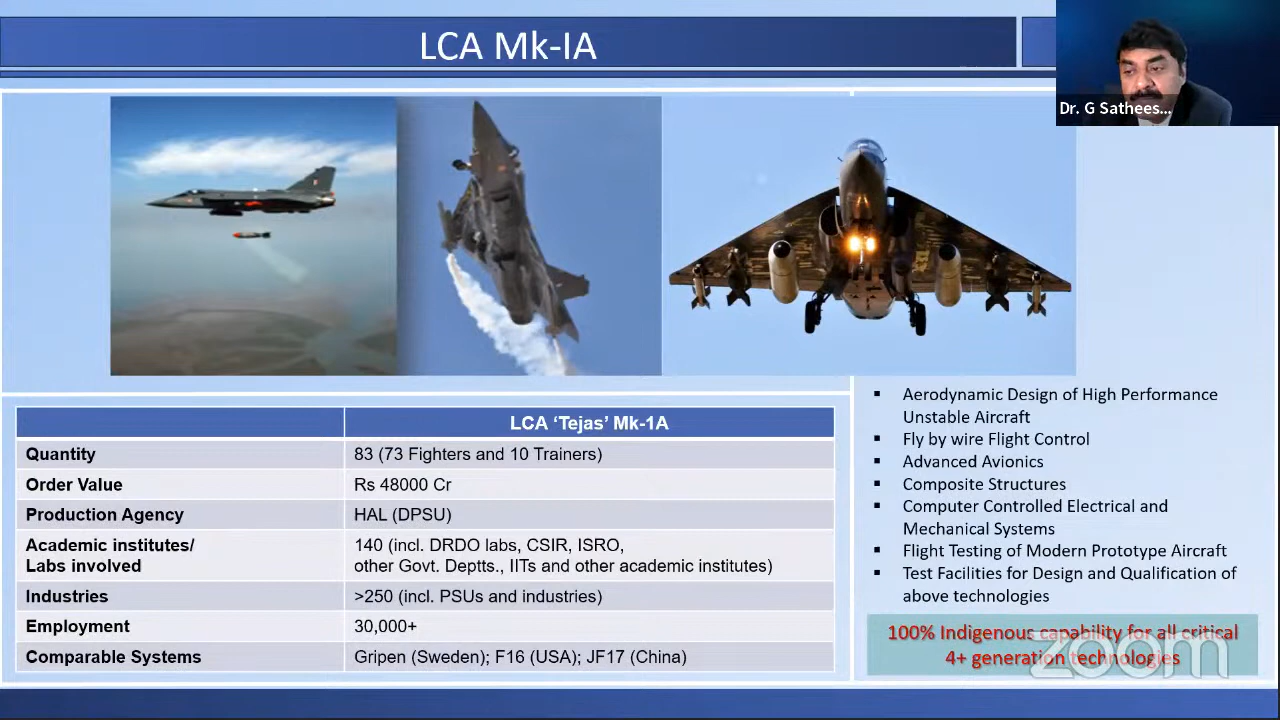 LCA Mk-IA
Dr. G Sathees...
LCA 'Tejas' Mk-1A
Quantity 83 (73 Fighters and 10 Trainers)
Order Value Rs 48000 Cr
Production Agency HAL (DPSU)
Academic institutes/ 140 (incl. DRDO labs, CSIR, ISRO,
Labs involved other Govt. Deptts., IITs and other academic institutes)
Industries >250 (incl. PSUs and industries)
Employment 30,000+
Comparable Systems Gripen (Sweden); F16 (USA); JF17 (China)
▪ Aerodynamic Design of High Performance
Unstable Aircraft
▪ Fly by wire Flight Control
▪ Advanced Avionics
▪ Composite Structures
▪ Computer Controlled Electrical and
Mechanical Systems
▪ Flight Testing of Modern Prototype Aircraft
▪ Test Facilities for Design and Qualification of
above technologies
100% Indigenous capability for all critical
4+ generation technologies
zoom